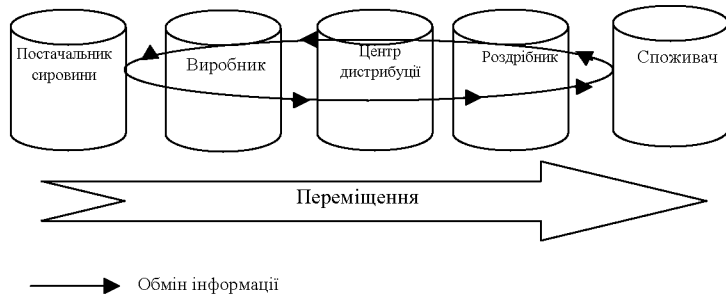 Постачальник
сировини
Виробник
Центр
дистрибуції
Роздрібник
Споживач
Переміщення
Обмін інформації